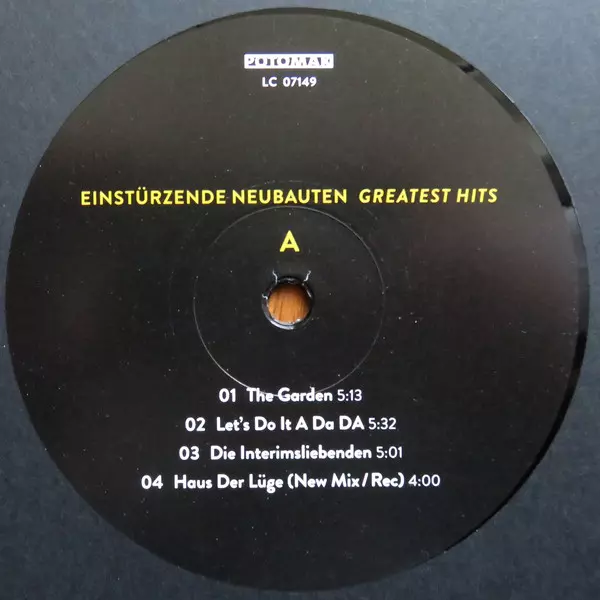 POTOMAK
LC 07149
EINSTÜRZENDE NEUBAUTEN GREATEST HITS
A
01 The Garden 5:13
02 Let's Do It A Da DA 5:32
03 Die Interimsliebenden 5:01
04 Haus Der Lüge (New Mix/Rec) 4:00